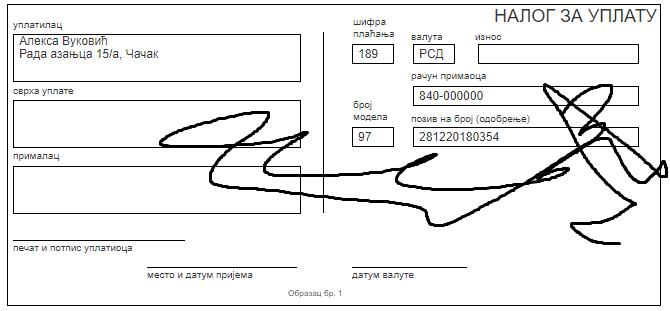 НАЛОГ ЗА УПЛАТУ
уплатилац
Алекса Вуковић
Рада азањца 15/а, Чачак
сврха уплате
прималац
печат и потпис уплатиоца
место и датум пријема
шифра
плаћања
189
валута
РСД
износ
рачун примаоца
840-000000
број
модела
97
позив на број (одобрење)
281220180354
датум валуте
Образац бр. 1